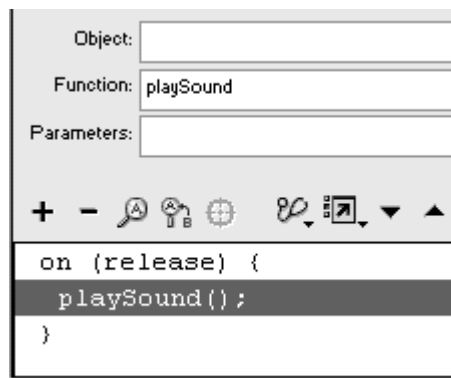 Object:
Function: playSound
Parameters:
on (release) {
playSound();
}